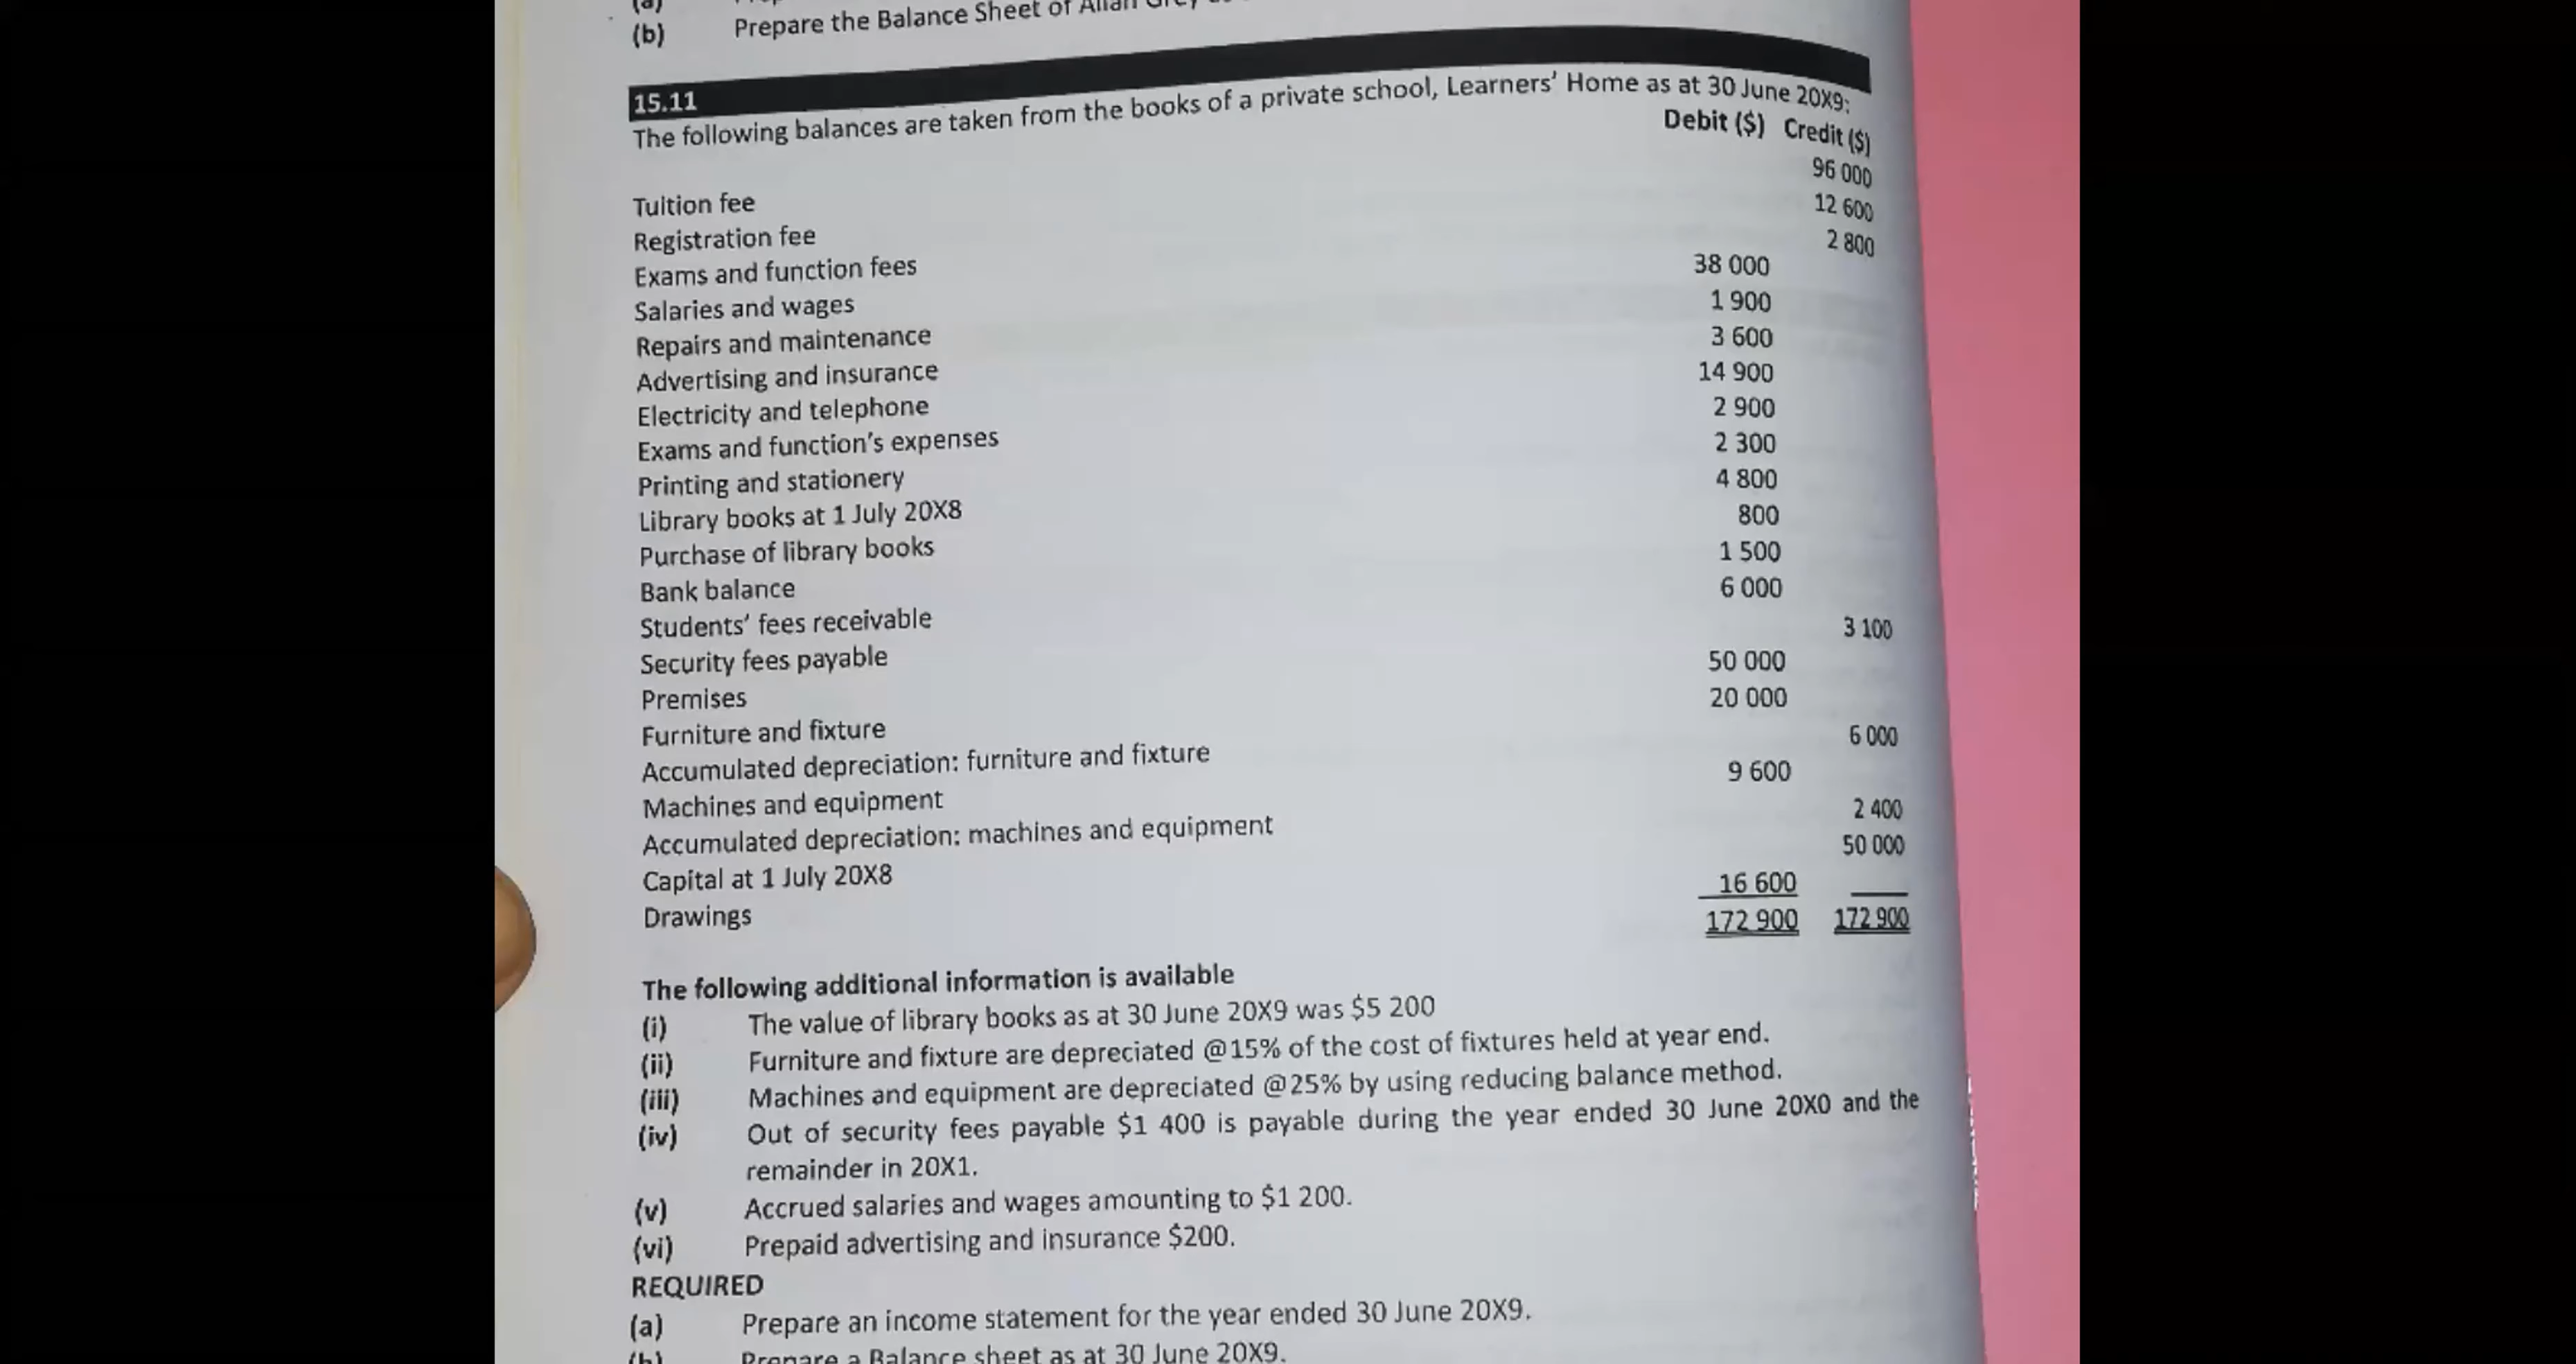 (a)
(b) Prepare the Balance Sheet of Allan Grey
15.11
The following balances are taken from the books of a private school, Learners' Home as at 30 June 20X9:
Debit ($) Credit ($)
Tuition fee 96 000
Registration fee 12 600
Exams and function fees 2 800
Salaries and wages 38 000
Repairs and maintenance 1 900
Advertising and insurance 3 600
Electricity and telephone 14 900
Exams and function's expenses 2 900
Printing and stationery 2 300
Library books at 1 July 20X8 4 800
Purchase of library books 800
Bank balance 1 500
Students' fees receivable 6 000
Security fees payable 3 100
Premises 50 000
Furniture and fixture 20 000
Accumulated depreciation: furniture and fixture 6 000
Machines and equipment 9 600
Accumulated depreciation: machines and equipment 2 400
Capital at 1 July 20X8 50 000
Drawings 16 600
172 900 172 900
The following additional information is available
(i) The value of library books as at 30 June 20X9 was $5 200
(ii) Furniture and fixture are depreciated @15% of the cost of fixtures held at year end.
(iii) Machines and equipment are depreciated @25% by using reducing balance method.
(iv) Out of security fees payable $1 400 is payable during the year ended 30 June 20X0 and the
remainder in 20X1.
(v) Accrued salaries and wages amounting to $1 200.
(vi) Prepaid advertising and insurance $200.
REQUIRED
(a) Prepare an income statement for the year ended 30 June 20X9.
(b) Prepare a Balance sheet as at 30 June 20X9.